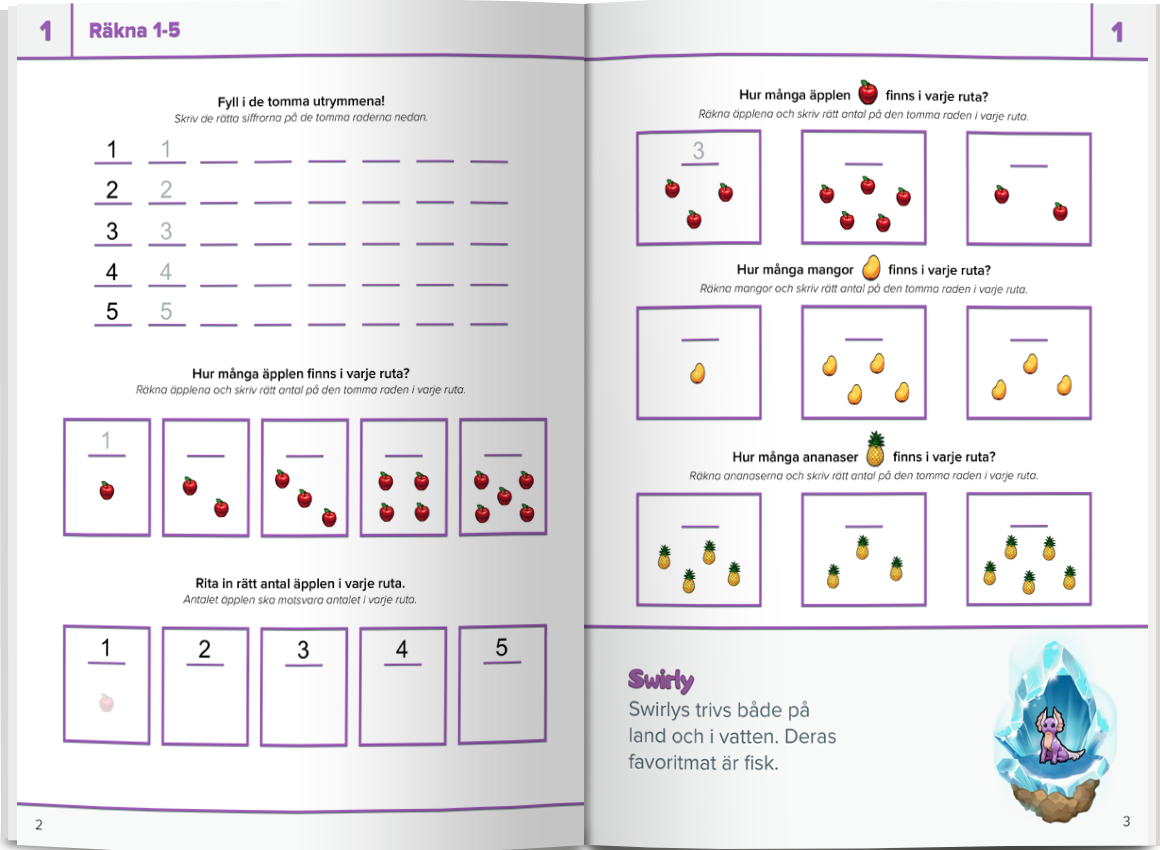 1 Räkna 1-5
Fyll i de tomma utrymmena!
Skriv de rätta siffrorna på de tomma raderna nedan.
1 1
2 2
3 3
4 4
5 5
Hur många äpplen finns i varje ruta?
Räkna äpplena och skriv rätt antal på den tomma raden i varje ruta.
1
Rita in rätt antal äpplen i varje ruta.
Antalet äpplen ska motsvara antalet i varje ruta.
1 2 3 4 5
2
1
Hur många äpplen finns i varje ruta?
Räkna äpplena och skriv rätt antal på den tomma raden i varje ruta.
3
Hur många mangor finns i varje ruta?
Räkna mangor och skriv rätt antal på den tomma raden i varje ruta.
Hur många ananaser finns i varje ruta?
Räkna ananaserna och skriv rätt antal på den tomma raden i varje ruta.
Swirly
Swirlys trivs både på
land och i vatten. Deras
favoritmat är fisk.
3